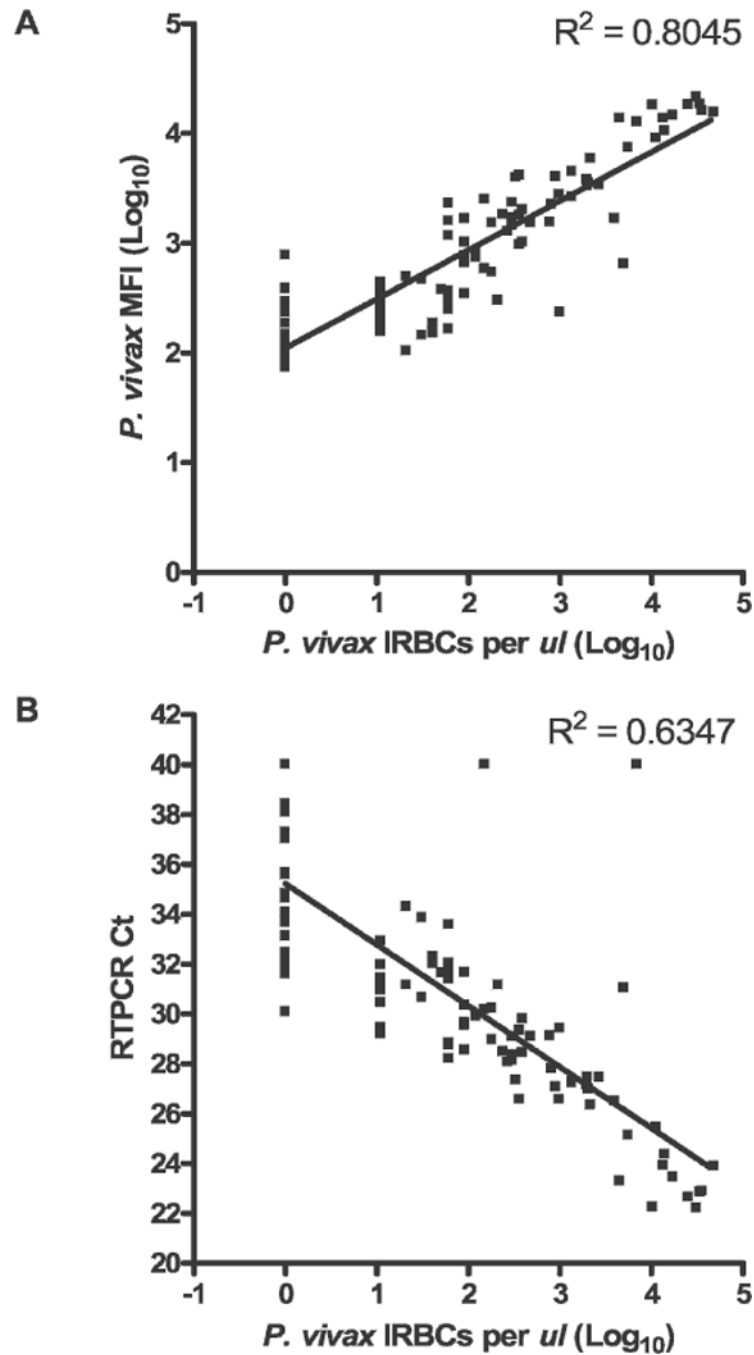 A
R² = 0.8045
5
4
3
2
1
0
P. vivax MFI (Log₁₀)
-1 0 1 2 3 4 5
P. vivax IRBCs per ul (Log₁₀)
B
R² = 0.6347
42
40
38
36
34
32
30
28
26
24
22
20
RTPCR Ct
-1 0 1 2 3 4 5
P. vivax IRBCs per ul (Log₁₀)